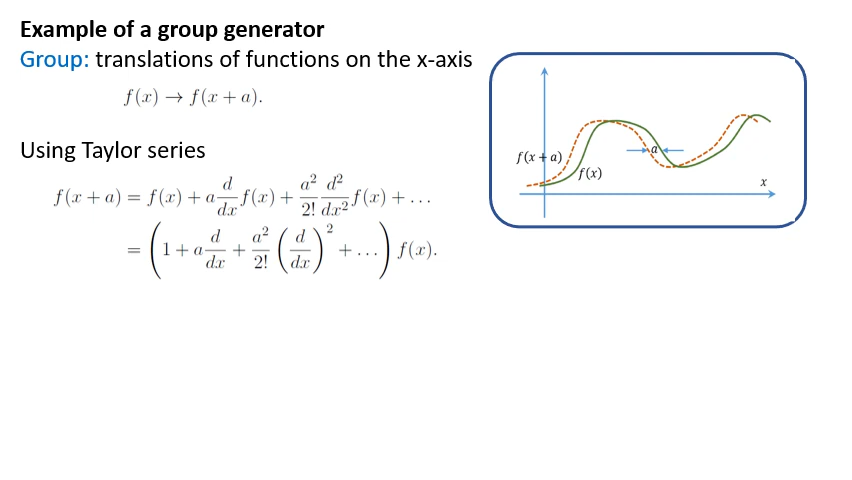 Example of a group generator
Group: translations of functions on the x-axis
f(x) → f(x + a).
Using Taylor series
f(x + a) = f(x) + a d/dx f(x) + a²/2! d²/dx² f(x) + . . .
= (1 + a d/dx + a²/2! (d/dx)² + . . .) f(x).
f(x + a)
a
f(x)
x